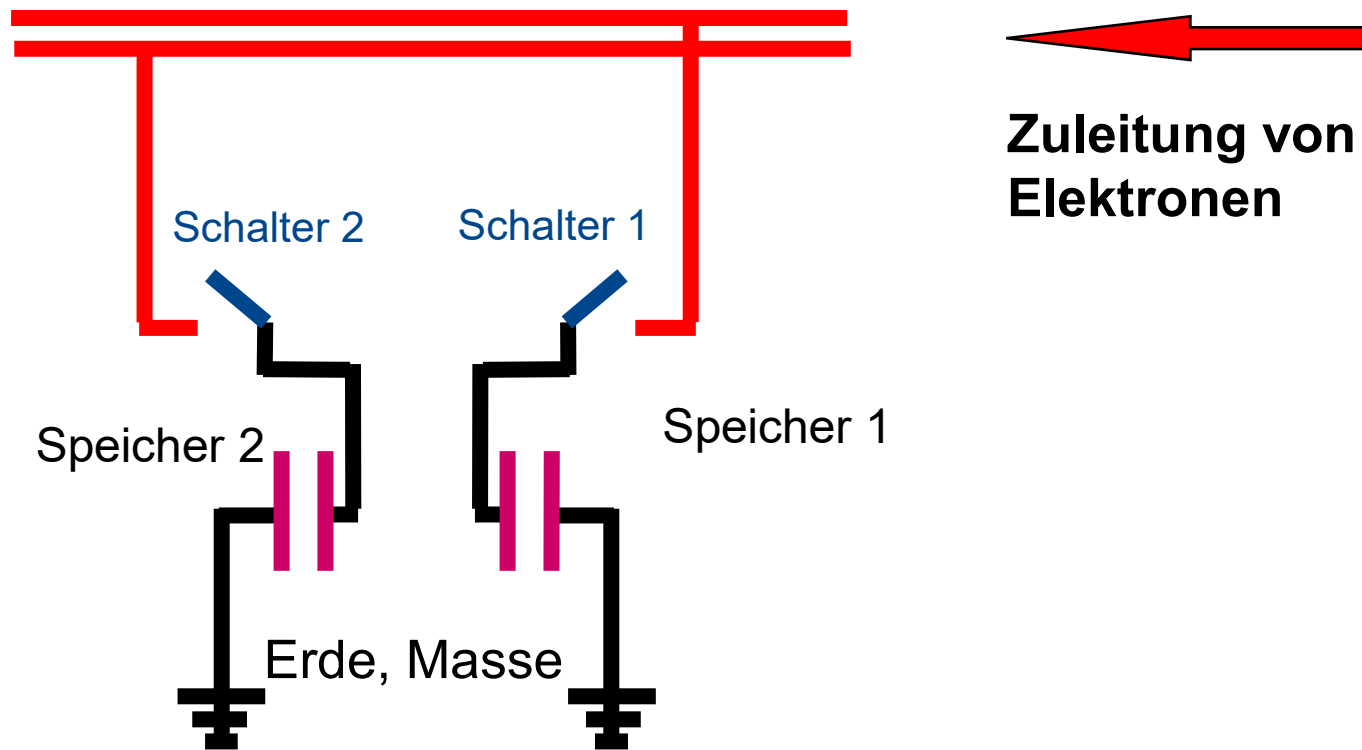 Zuleitung von
Elektronen
Schalter 2
Schalter 1
Speicher 2
Speicher 1
Erde, Masse